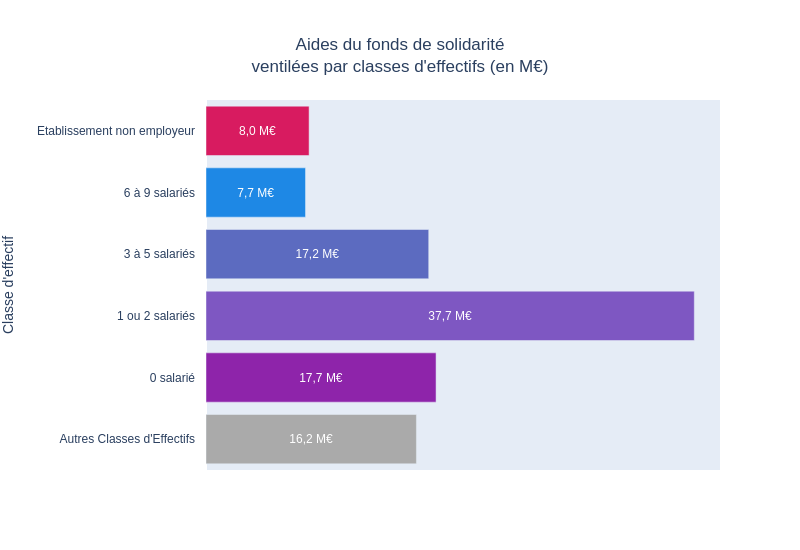 Aides du fonds de solidarité
ventilées par classes d'effectifs (en M€)
Classe d'effectif
Etablissement non employeur
8,0 M€
6 à 9 salariés
7,7 M€
3 à 5 salariés
17,2 M€
1 ou 2 salariés
37,7 M€
0 salarié
17,7 M€
Autres Classes d'Effectifs
16,2 M€